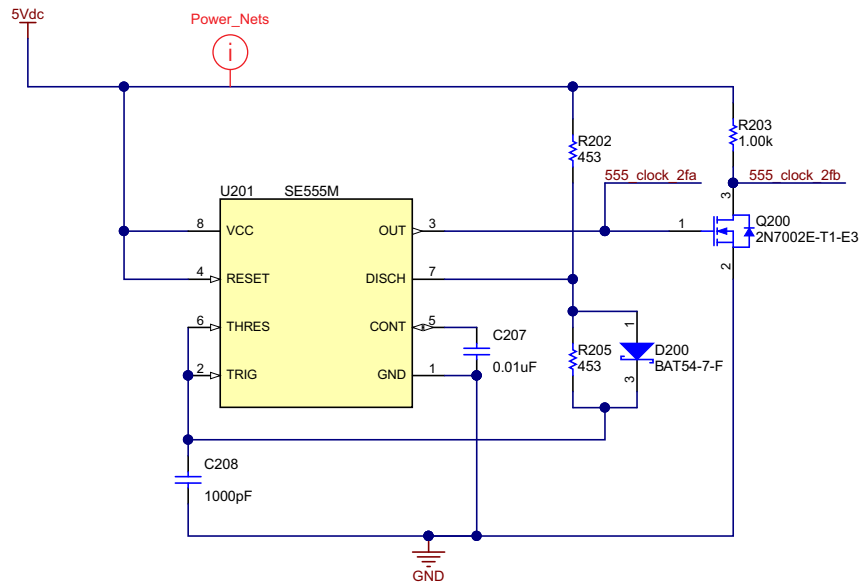 5Vdc
Power_Nets
i
R203
1.00k
R202
453
555_clock_2fa
555_clock_2fb
U201
SE555M
3
8
VCC
OUT
3
1
Q200
2N7002E-T1-E3
2
4
RESET
DISCH
7
6
THRES
CONT
5
C207
0.01uF
1
R205
453
D200
BAT54-7-F
3
2
TRIG
GND
1
C208
1000pF
GND